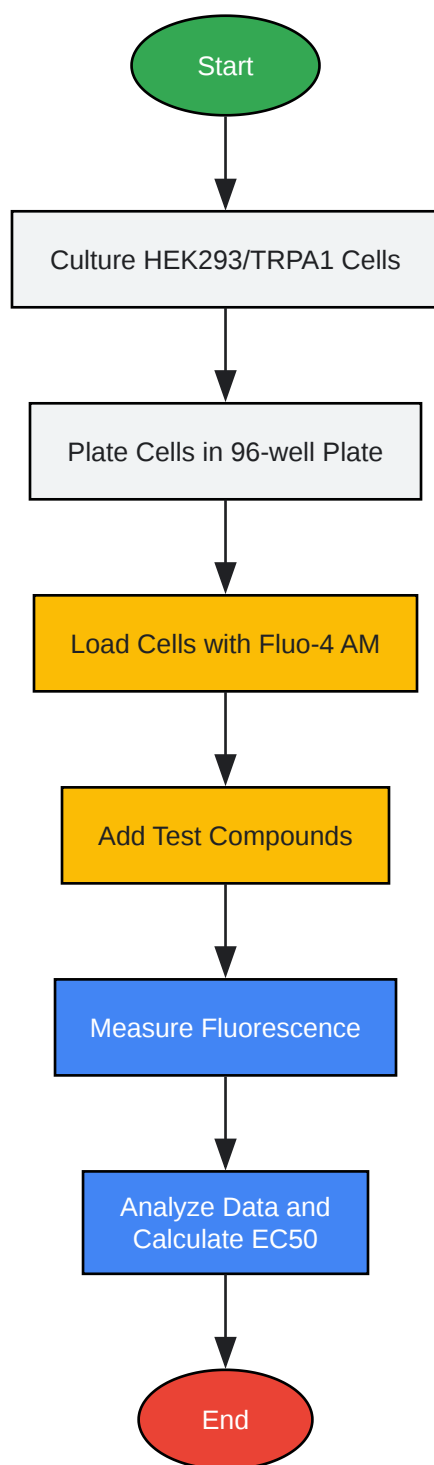 Start
Culture HEK293/TRPA1 Cells
Plate Cells in 96-well Plate
Load Cells with Fluo-4 AM
Add Test Compounds
Measure Fluorescence
Analyze Data and
Calculate EC50
End